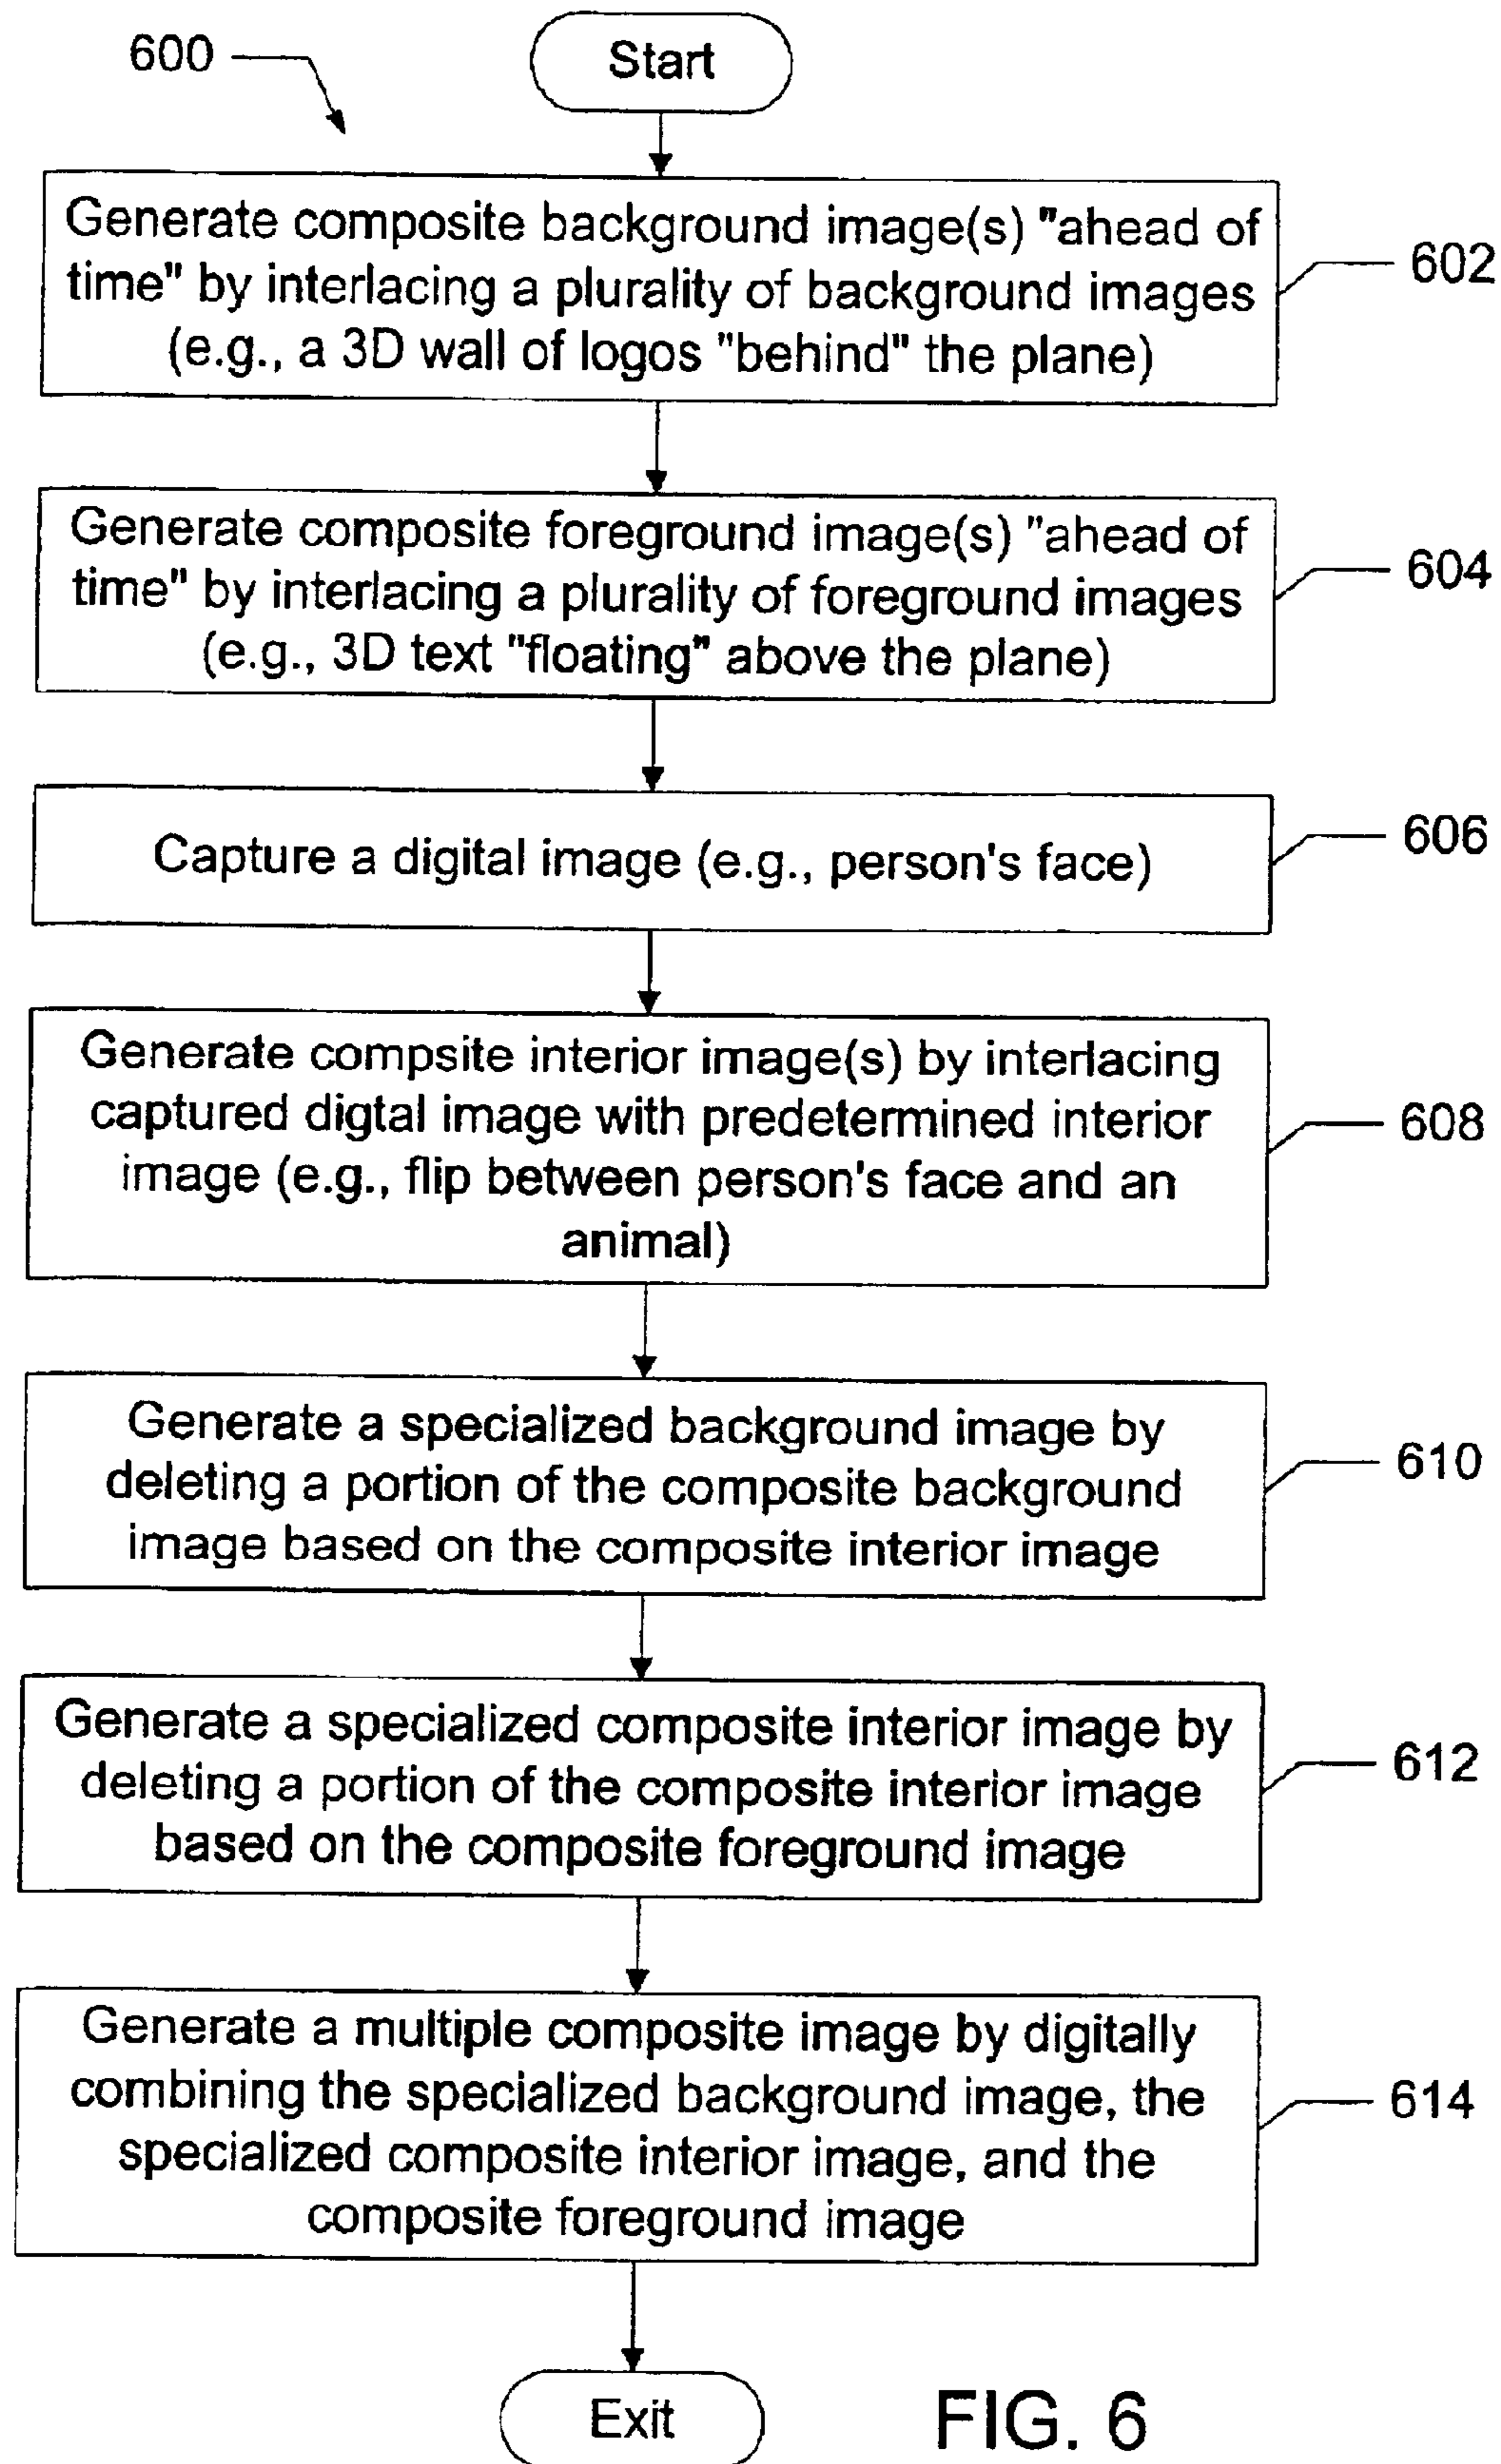 600
Start
Generate composite background image(s) "ahead of
time" by interlacing a plurality of background images
(e.g., a 3D wall of logos "behind" the plane)
602
Generate composite foreground image(s) "ahead of
time" by interlacing a plurality of foreground images
(e.g., 3D text "floating" above the plane)
604
Capture a digital image (e.g., person's face)
606
Generate compsite interior image(s) by interlacing
captured digtal image with predetermined interior
image (e.g., flip between person's face and an
animal)
608
Generate a specialized background image by
deleting a portion of the composite background
image based on the composite interior image
610
Generate a specialized composite interior image by
deleting a portion of the composite interior image
based on the composite foreground image
612
Generate a multiple composite image by digitally
combining the specialized background image, the
specialized composite interior image, and the
composite foreground image
614
Exit
FIG. 6